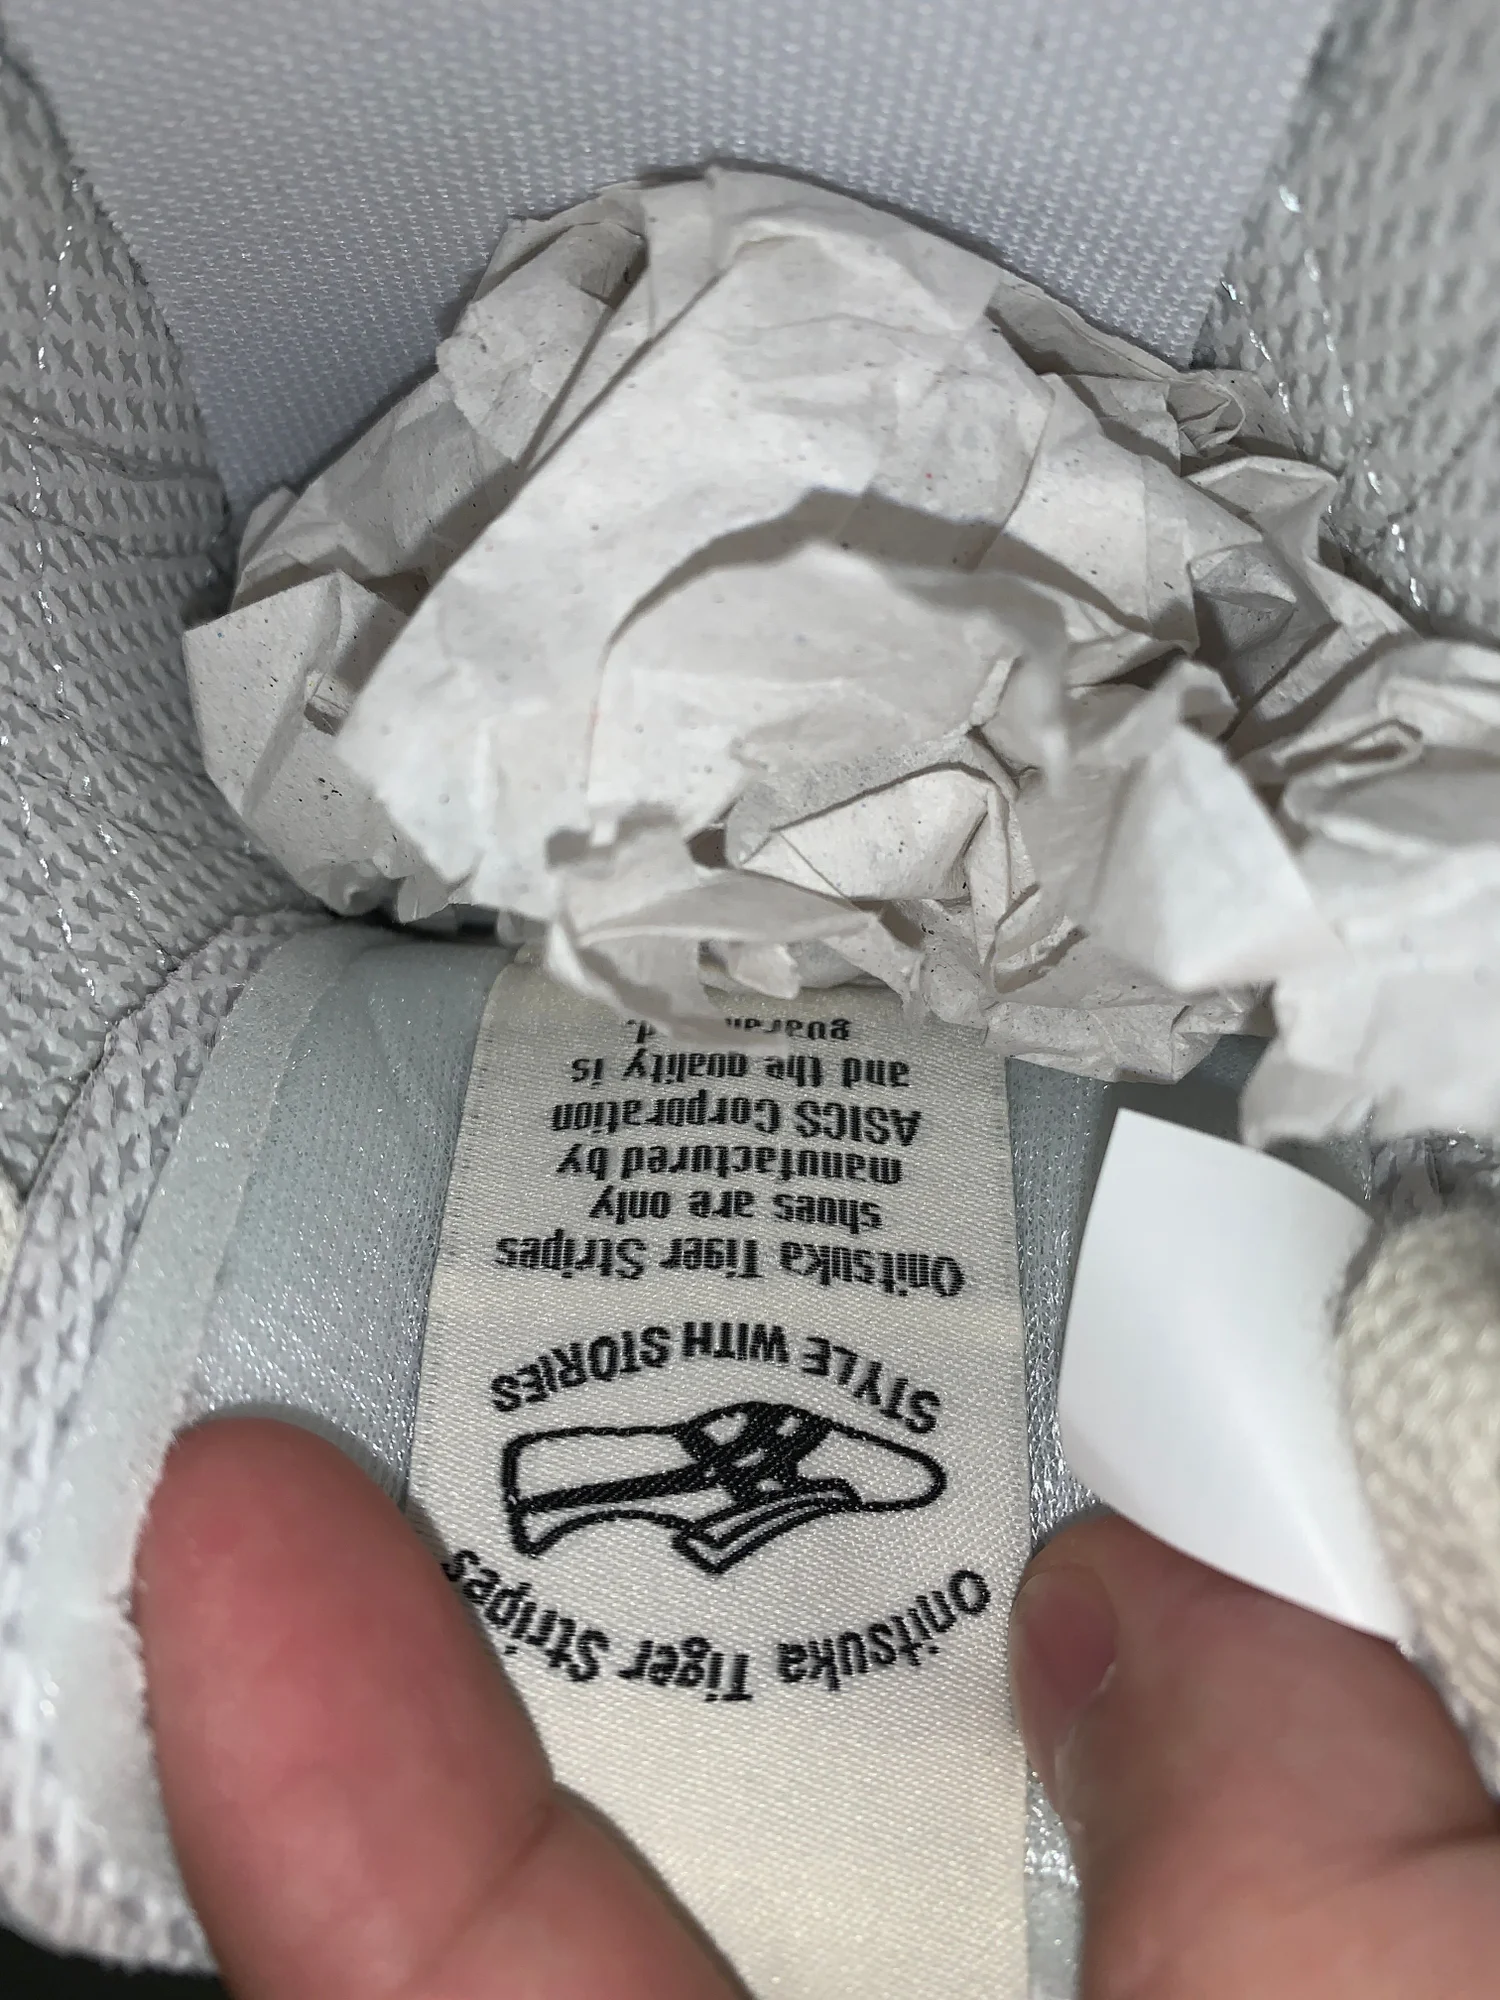 Onitsuka Tiger Stripes
STYLE WITH STORIES
Onitsuka Tiger Stripes
shoes are only
manufactured by
ASICS Corporation
and the quality is